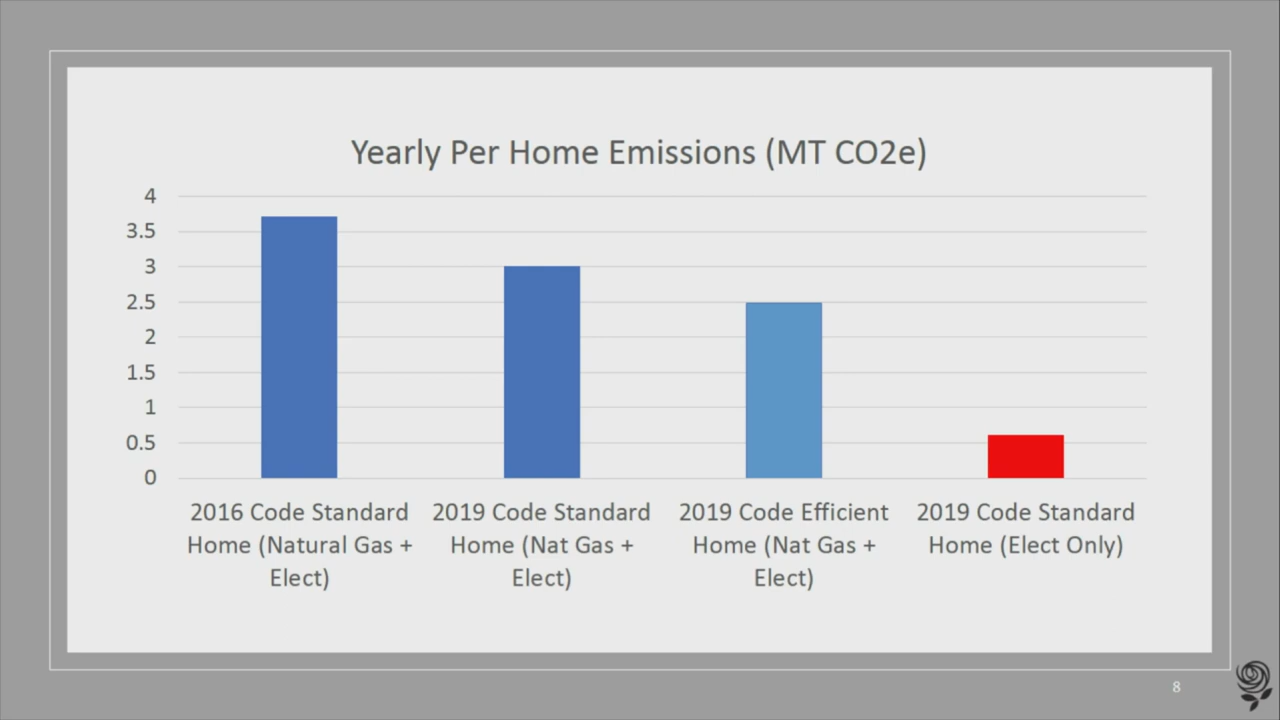 Yearly Per Home Emissions (MT CO2e)
4
3.5
3
2.5
2
1.5
1
0.5
0
2016 Code Standard
Home (Natural Gas +
Elect)
2019 Code Standard
Home (Nat Gas +
Elect)
2019 Code Efficient
Home (Nat Gas +
Elect)
2019 Code Standard
Home (Elect Only)
8